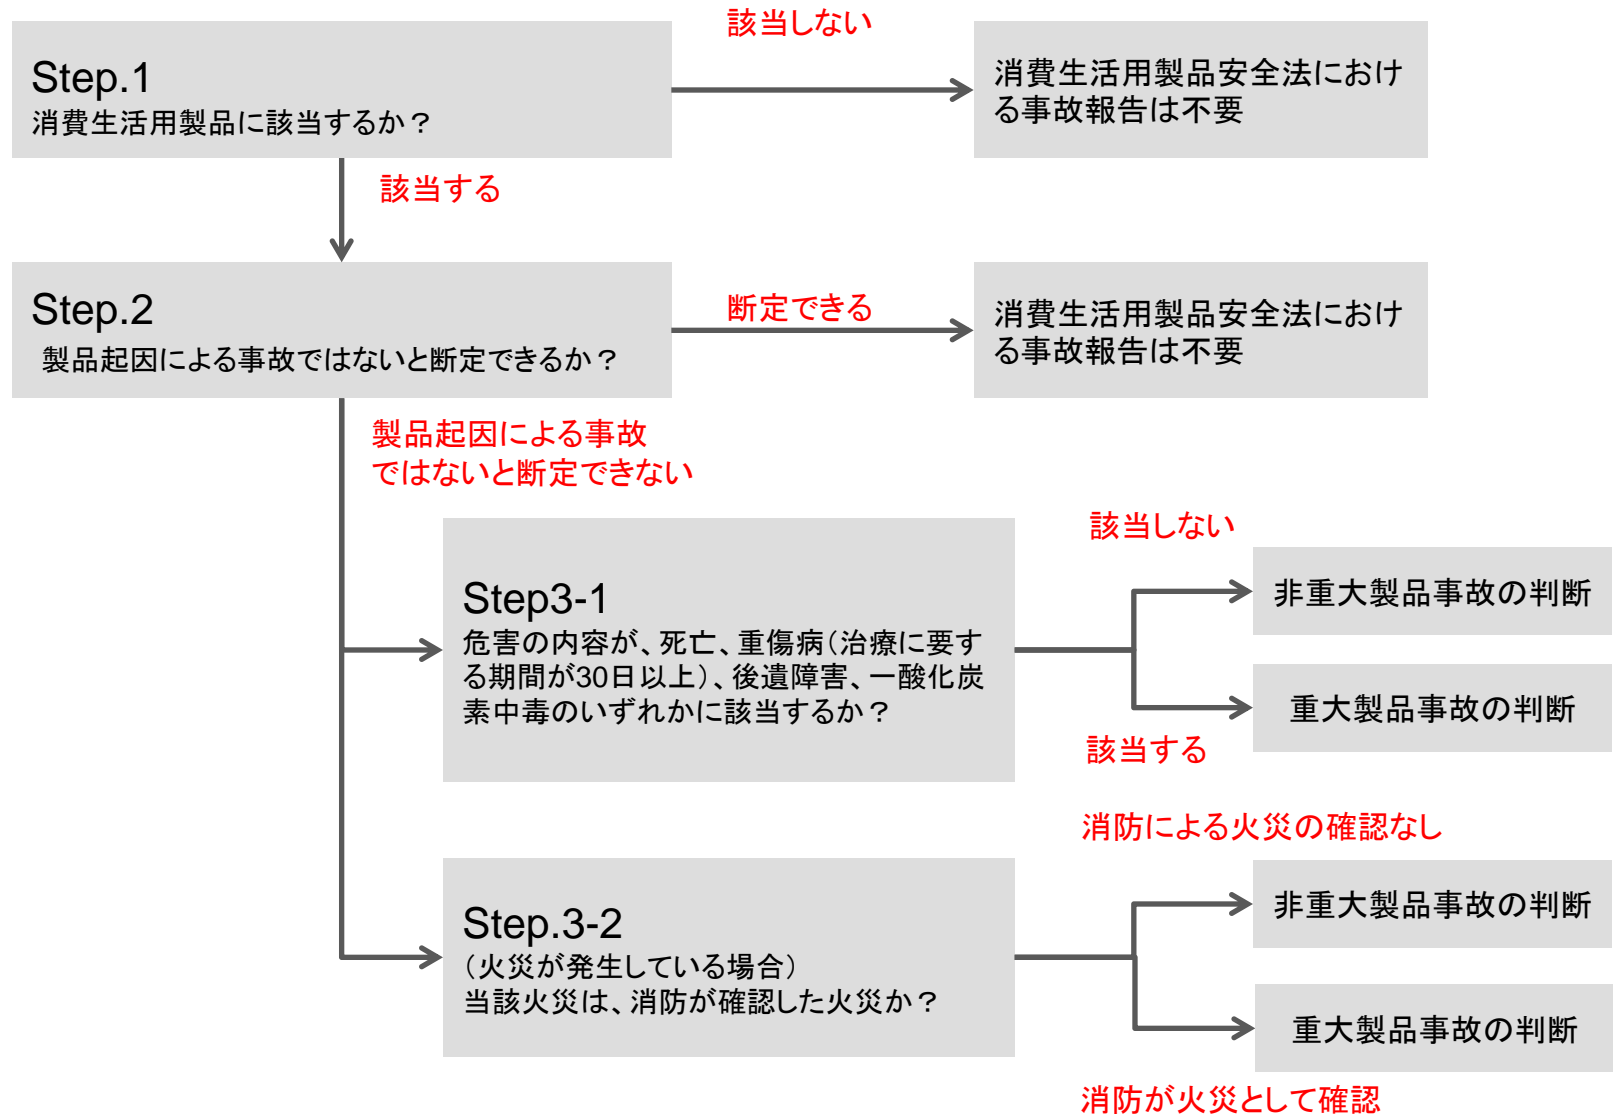 該当しない
Step.1
消費生活用製品に該当するか？
消費生活用製品安全法におけ
る事故報告は不要
該当する
Step.2
製品起因による事故ではないと断定できるか？
断定できる
消費生活用製品安全法におけ
る事故報告は不要
製品起因による事故
ではないと断定できない
Step3-1
危害の内容が、死亡、重傷病（治療に要す
る期間が30日以上）、後遺障害、一酸化炭
素中毒のいずれかに該当するか？
該当しない
非重大製品事故の判断
重大製品事故の判断
該当する
消防による火災の確認なし
Step.3-2
（火災が発生している場合）
当該火災は、消防が確認した火災か？
非重大製品事故の判断
重大製品事故の判断
消防が火災として確認